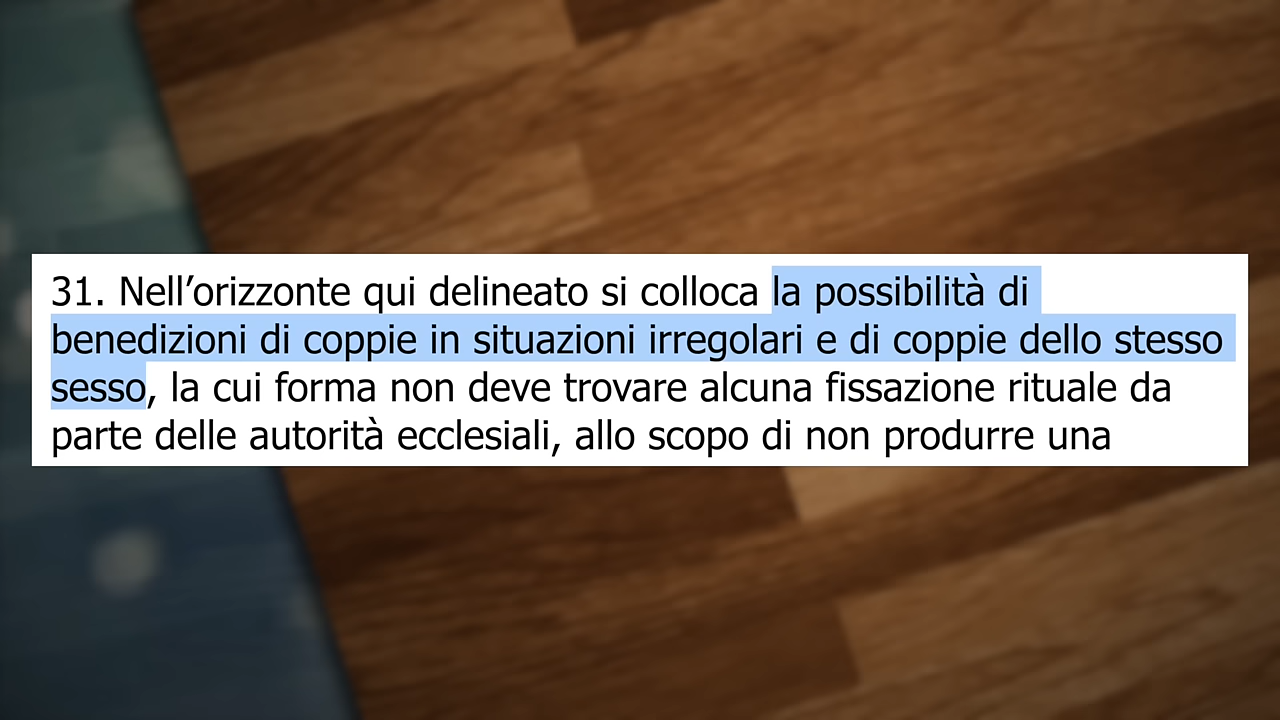 31. Nell’orizzonte qui delineato si colloca la possibilità di
benedizioni di coppie in situazioni irregolari e di coppie dello stesso
sesso, la cui forma non deve trovare alcuna fissazione rituale da
parte delle autorità ecclesiali, allo scopo di non produrre una